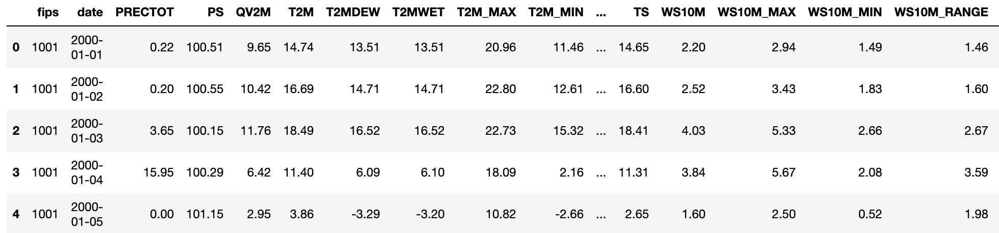 fips date PRECTOT PS QV2M T2M T2MDEW T2MWET T2M_MAX T2M_MIN ... TS WS10M WS10M_MAX WS10M_MIN WS10M_RANGE
0 1001 2000-01-01 0.22 100.51 9.65 14.74 13.51 13.51 20.96 11.46 ... 14.65 2.20 2.94 1.49 1.46
1 1001 2000-01-02 0.20 100.55 10.42 16.69 14.71 14.71 22.80 12.61 ... 16.60 2.52 3.43 1.83 1.60
2 1001 2000-01-03 3.65 100.15 11.76 18.49 16.52 16.52 22.73 15.32 ... 18.41 4.03 5.33 2.66 2.67
3 1001 2000-01-04 15.95 100.29 6.42 11.40 6.09 6.10 18.09 2.16 ... 11.31 3.84 5.67 2.08 3.59
4 1001 2000-01-05 0.00 101.15 2.95 3.86 -3.29 -3.20 10.82 -2.66 ... 2.65 1.60 2.50 0.52 1.98